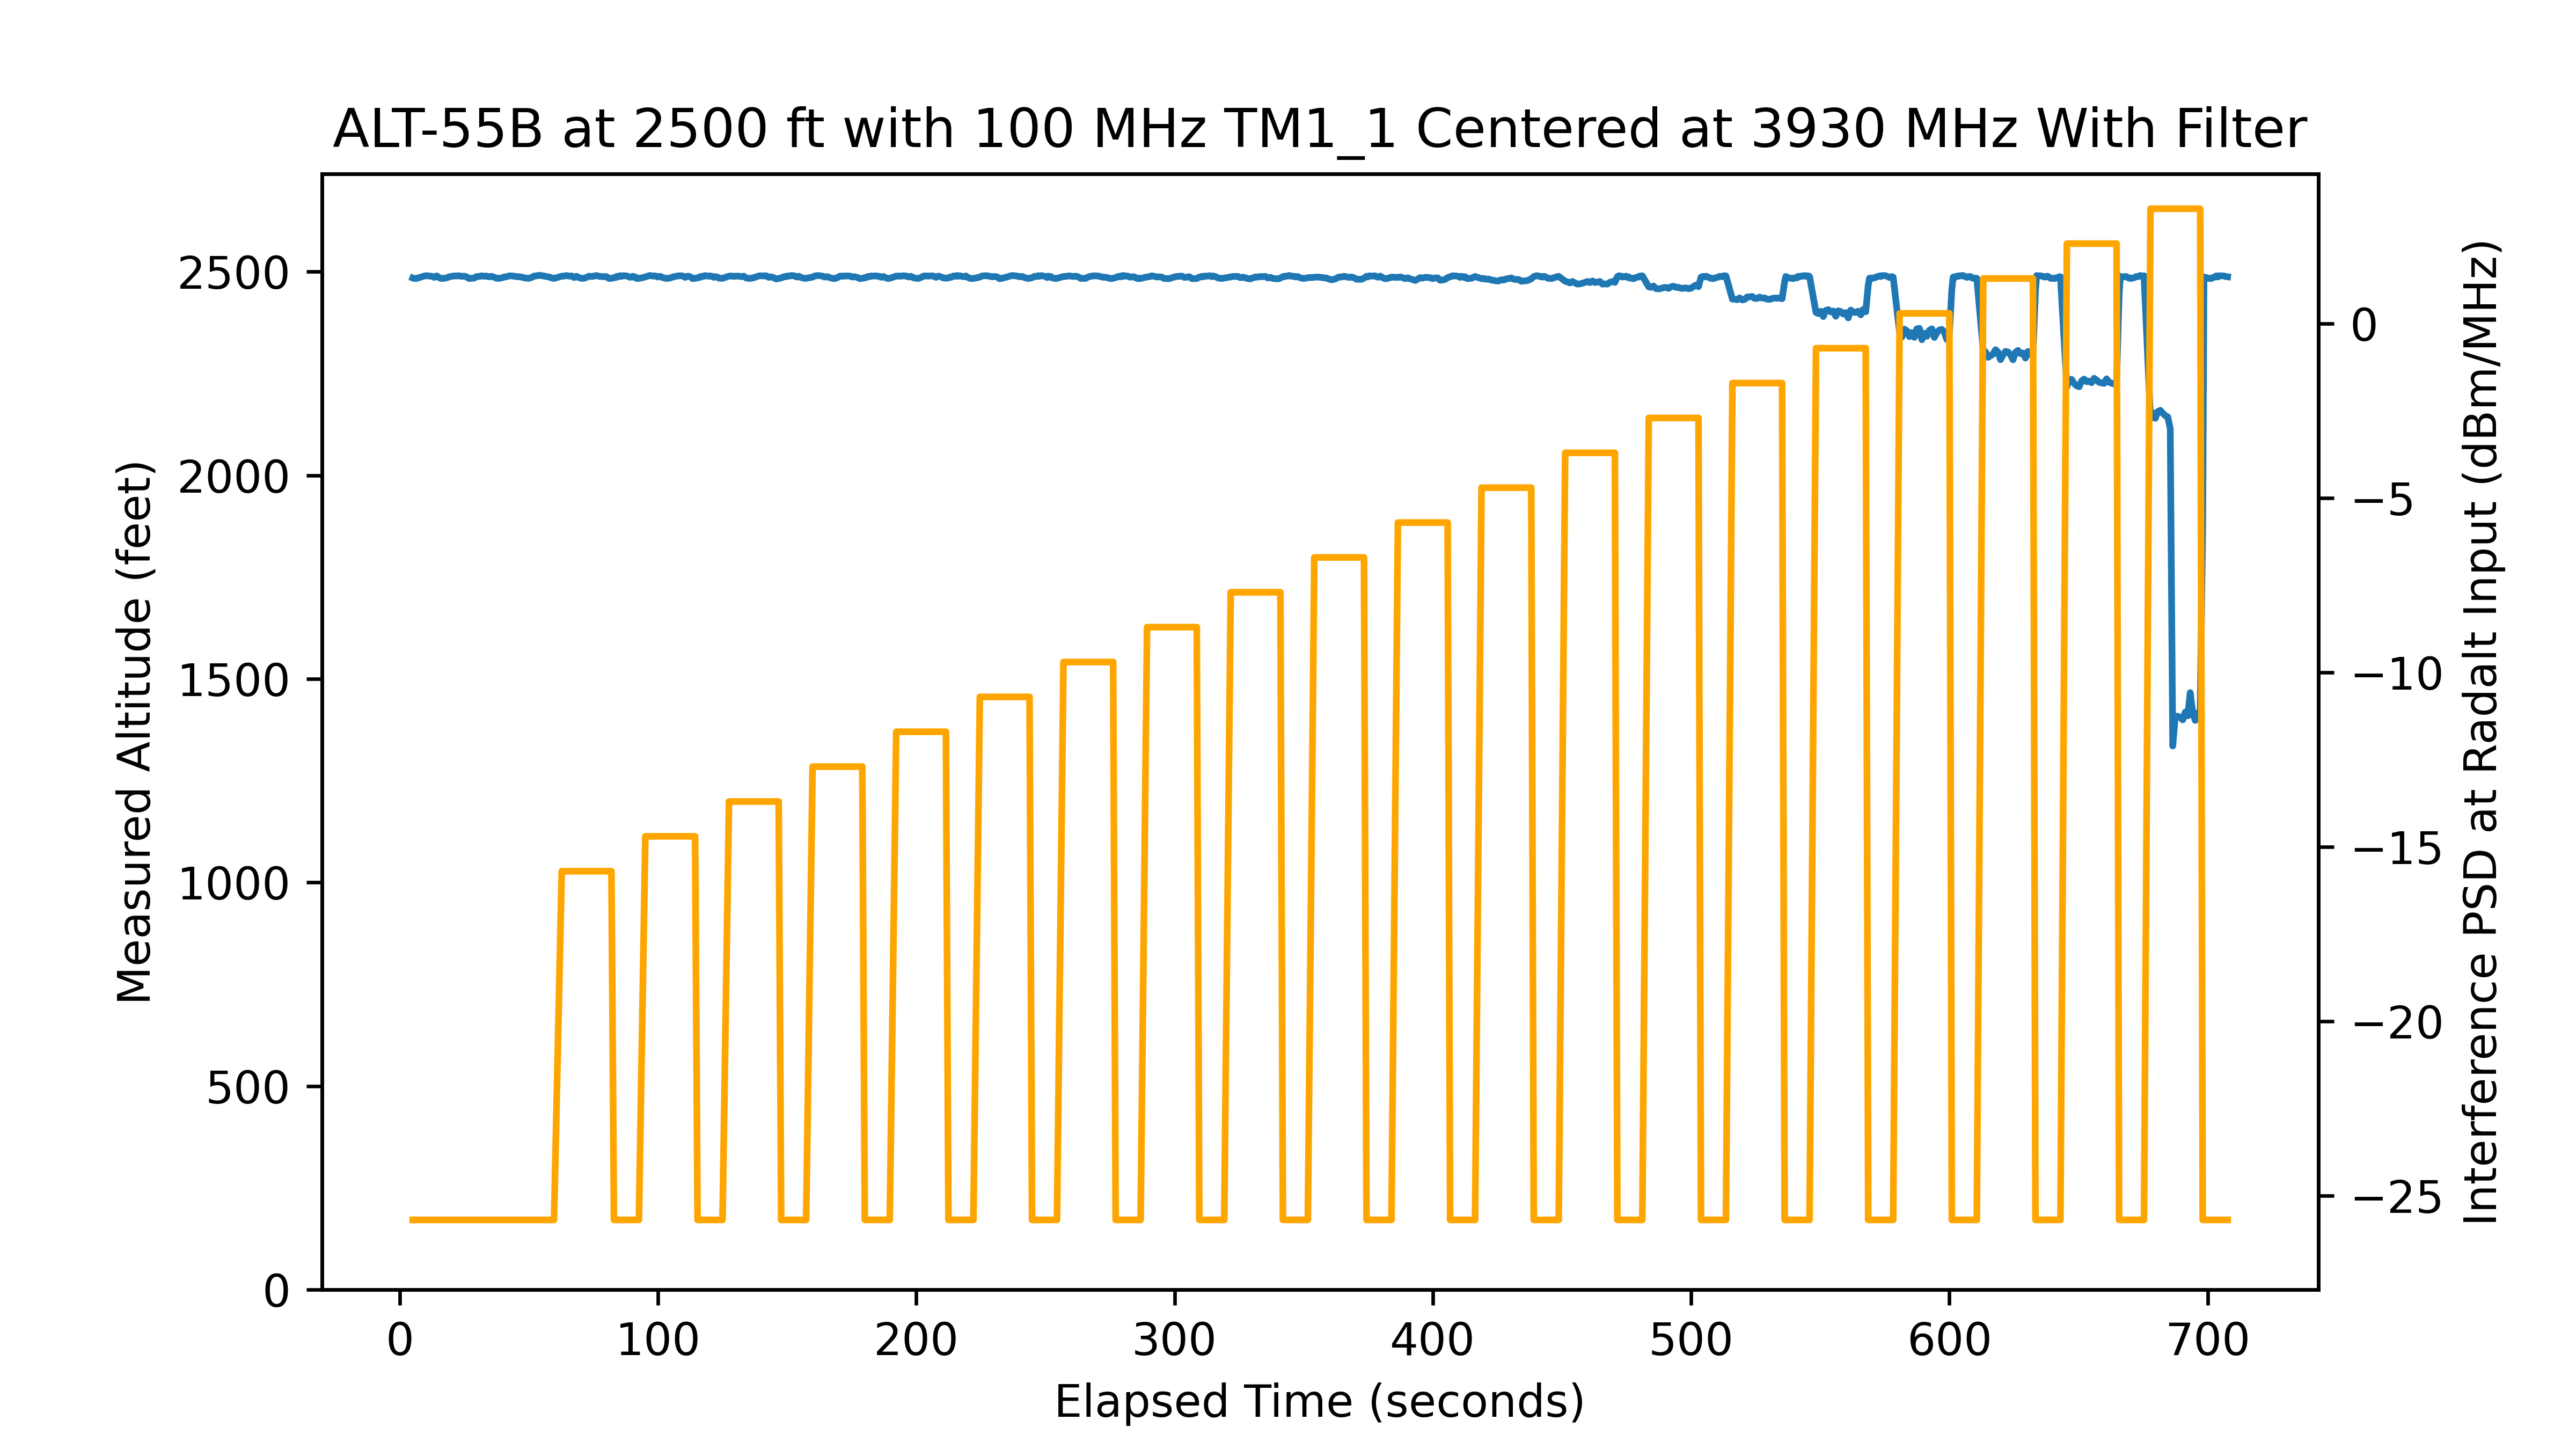 ALT-55B at 2500 ft with 100 MHz TM1_1 Centered at 3930 MHz With Filter
Measured Altitude (feet)
2500
2000
1500
1000
500
0
0
−5
−10
−15
−20
−25
Interference PSD at Radalt Input (dBm/MHz)
0 100 200 300 400 500 600 700
Elapsed Time (seconds)